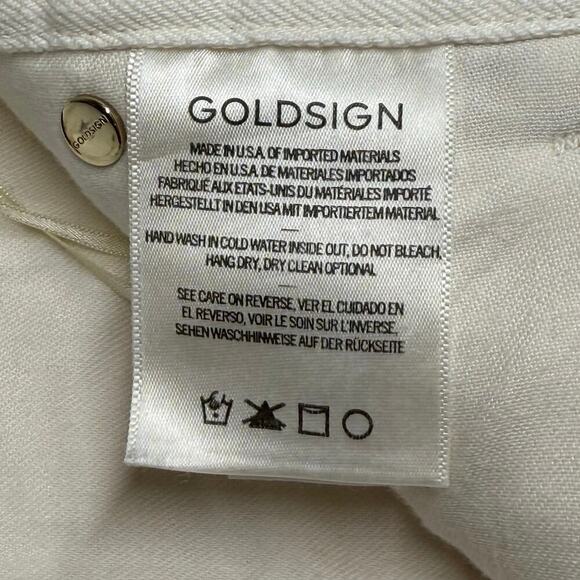 GOLDSIGN
GOLDSIGN
MADE IN U.S.A. OF IMPORTED MATERIALS
HECHO EN U.S.A. DE MATERIALES IMPORTADOS
FABRIQUÉ AUX ETATS-UNIS DU MATÉRIALES IMPORTÉ
HERGESTELLT IN DEN USA MIT IMPORTIERTEM MATERIAL
HAND WASH IN COLD WATER INSIDE OUT, DO NOT BLEACH,
HANG DRY, DRY CLEAN OPTIONAL
SEE CARE ON REVERSE, VER EL CUIDADO EN
EL REVERSO, VOIR LE SOIN SUR L'INVERSE,
SEHEN WASCHHINWEISE AUF DER RÜCKSEITE